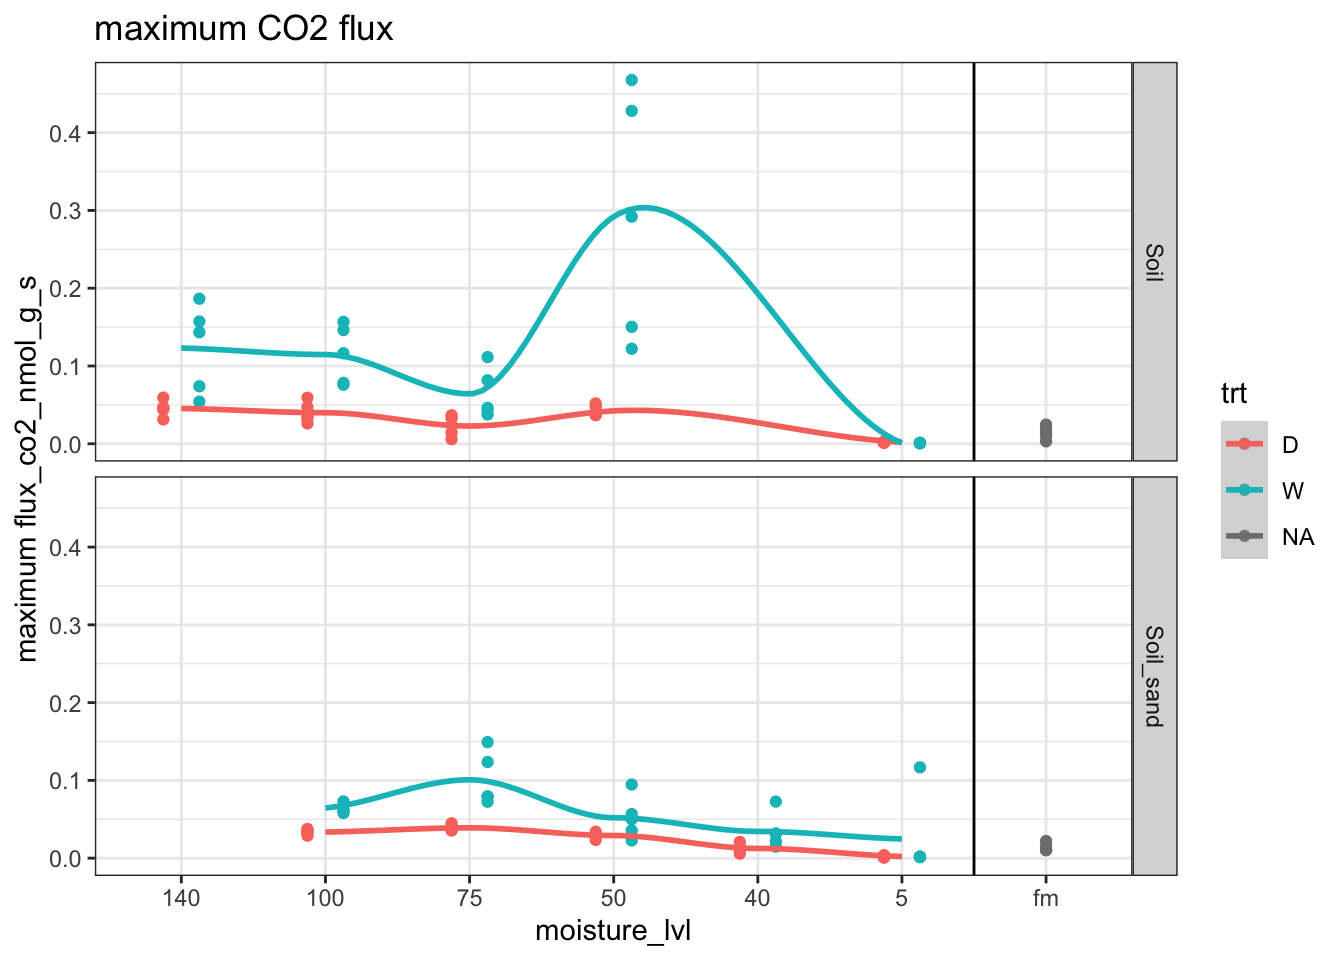 maximum CO2 flux
maximum flux_co2_nmol_g_s
0.4
0.3
0.2
0.1
0.0
Soil
0.4
0.3
0.2
0.1
0.0
Soil_sand
140 100 75 50 40 5 fm
moisture_lvl
trt
D
W
NA